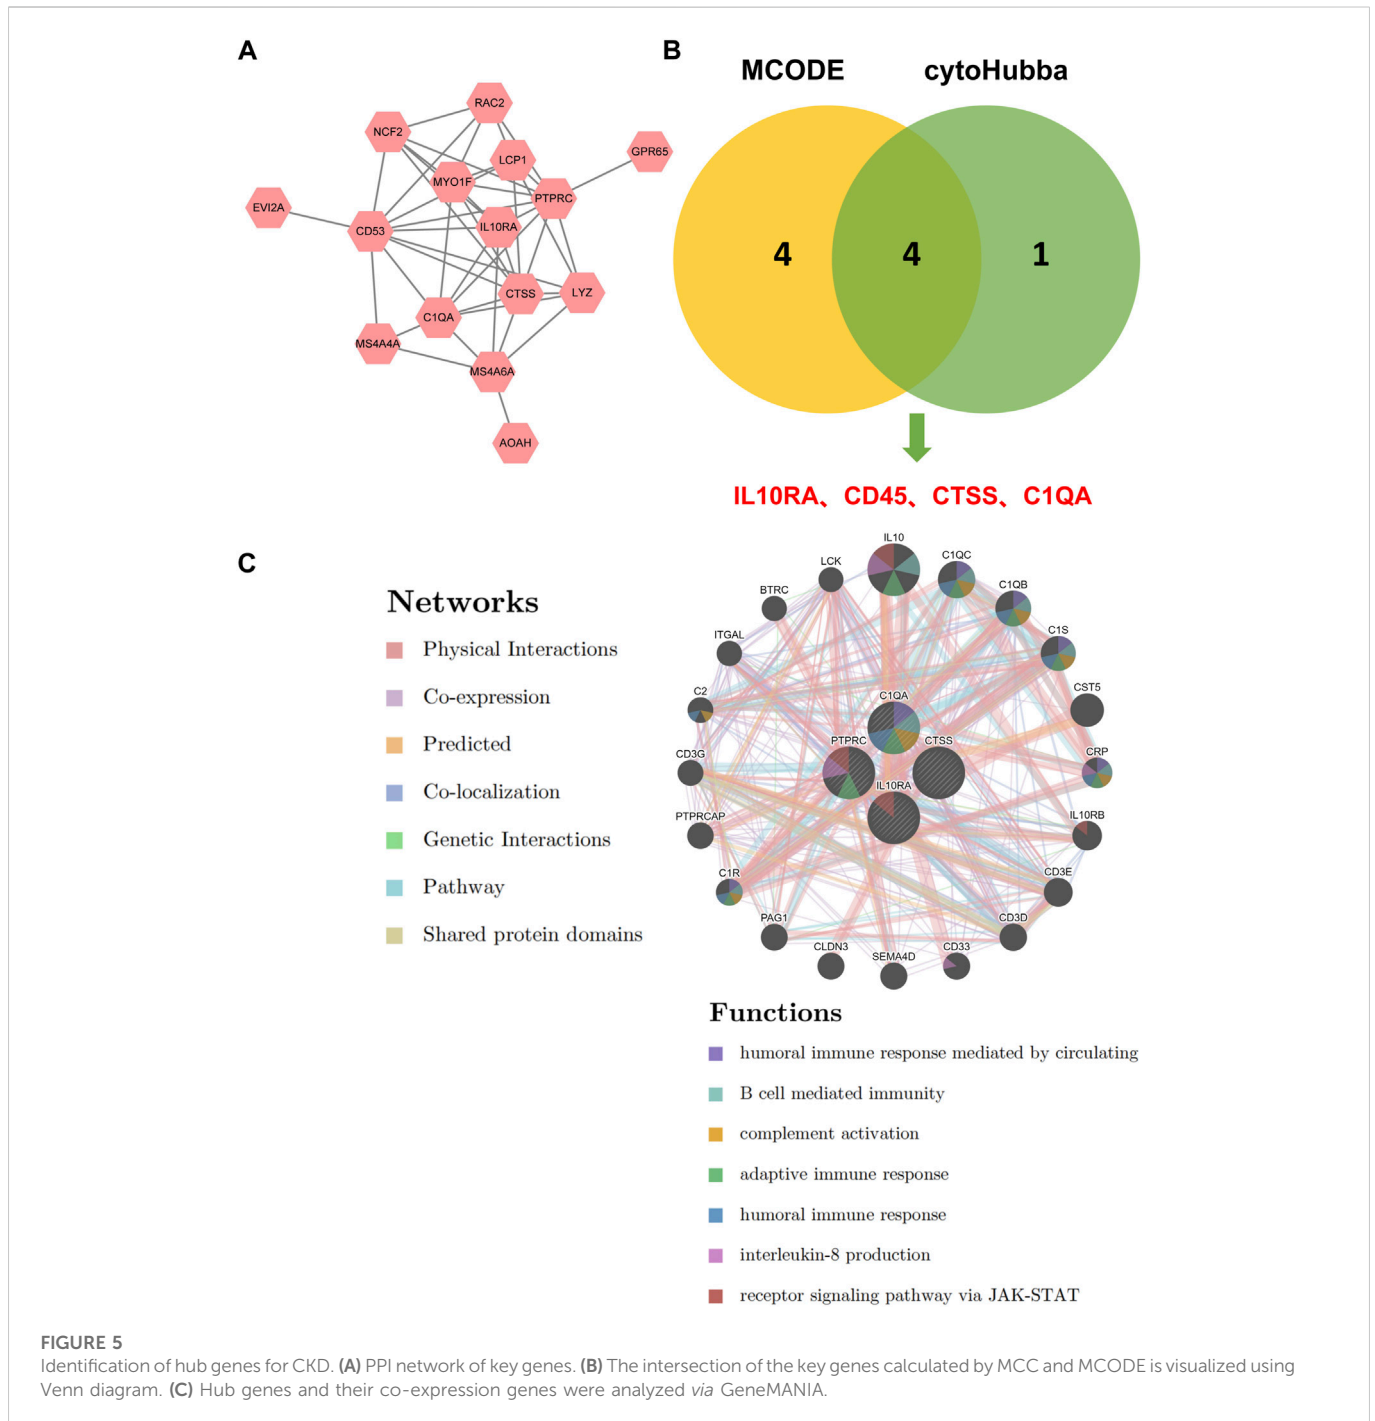 A
RAC2
NCF2
LCP1
GPR65
MYO1F
PTPRC
EVI2A
CD53
IL10RA
CTSS
LYZ
C1QA
MS4A4A
MS4A6A
AOAH
B
MCODE
cytoHubba
4
4
1
IL10RA、CD45、CTSS、C1QA
C
Networks
Physical Interactions
Co-expression
Predicted
Co-localization
Genetic Interactions
Pathway
Shared protein domains
IL10
LCK
C1QC
BTRC
C1QB
ITGAL
C1S
C2
CST5
C1QA
PTPRC
CTSS
CD3G
CRP
IL10RA
PTPRCAP
IL10RB
C1R
CD3E
PAG1
CD3D
CLDN3
SEMA4D
CD33
Functions
humoral immune response mediated by circulating
B cell mediated immunity
complement activation
adaptive immune response
humoral immune response
interleukin-8 production
receptor signaling pathway via JAK-STAT
FIGURE 5
Identification of hub genes for CKD. (A) PPI network of key genes. (B) The intersection of the key genes calculated by MCC and MCODE is visualized using
Venn diagram. (C) Hub genes and their co-expression genes were analyzed via GeneMANIA.